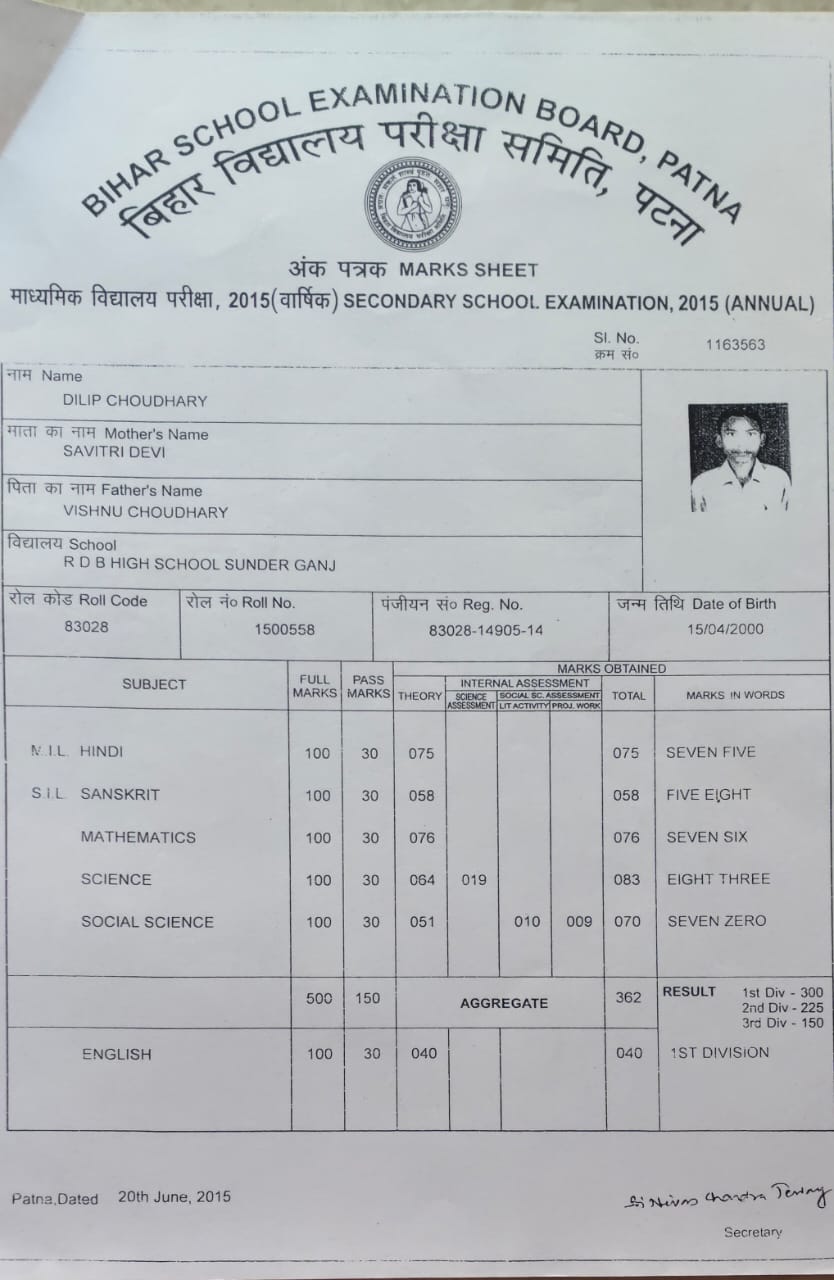 BIHAR SCHOOL EXAMINATION BOARD, PATNA
बिहार विद्यालय परीक्षा समिति, पटना
अंक पत्रक MARKS SHEET
माध्यमिक विद्यालय परीक्षा, 2015(वार्षिक) SECONDARY SCHOOL EXAMINATION, 2015 (ANNUAL)
Sl. No. 1163563
क्रम सं०
नाम Name
DILIP CHOUDHARY
माता का नाम Mother's Name
SAVITRI DEVI
पिता का नाम Father's Name
VISHNU CHOUDHARY
विद्यालय School
R D B HIGH SCHOOL SUNDER GANJ
रोल कोड Roll Code रोल नं० Roll No. पंजीयन सं० Reg. No. जन्म तिथि Date of Birth
83028 1500558 83028-14905-14 15/04/2000
MARKS OBTAINED
SUBJECT FULL MARKS PASS MARKS THEORY INTERNAL ASSESSMENT TOTAL MARKS IN WORDS
SCIENCE ASSESSMENT SOCIAL SC. ASSESSMENT
LIT ACTIVITY PROJ. WORK
M.I.L. HINDI 100 30 075 075 SEVEN FIVE
S.I.L. SANSKRIT 100 30 058 058 FIVE EIGHT
MATHEMATICS 100 30 076 076 SEVEN SIX
SCIENCE 100 30 064 019 083 EIGHT THREE
SOCIAL SCIENCE 100 30 051 010 009 070 SEVEN ZERO
500 150 AGGREGATE 362 RESULT 1st Div - 300
2nd Div - 225
3rd Div - 150
ENGLISH 100 30 040 040 1ST DIVISION
Patna,Dated 20th June, 2015
Secretary